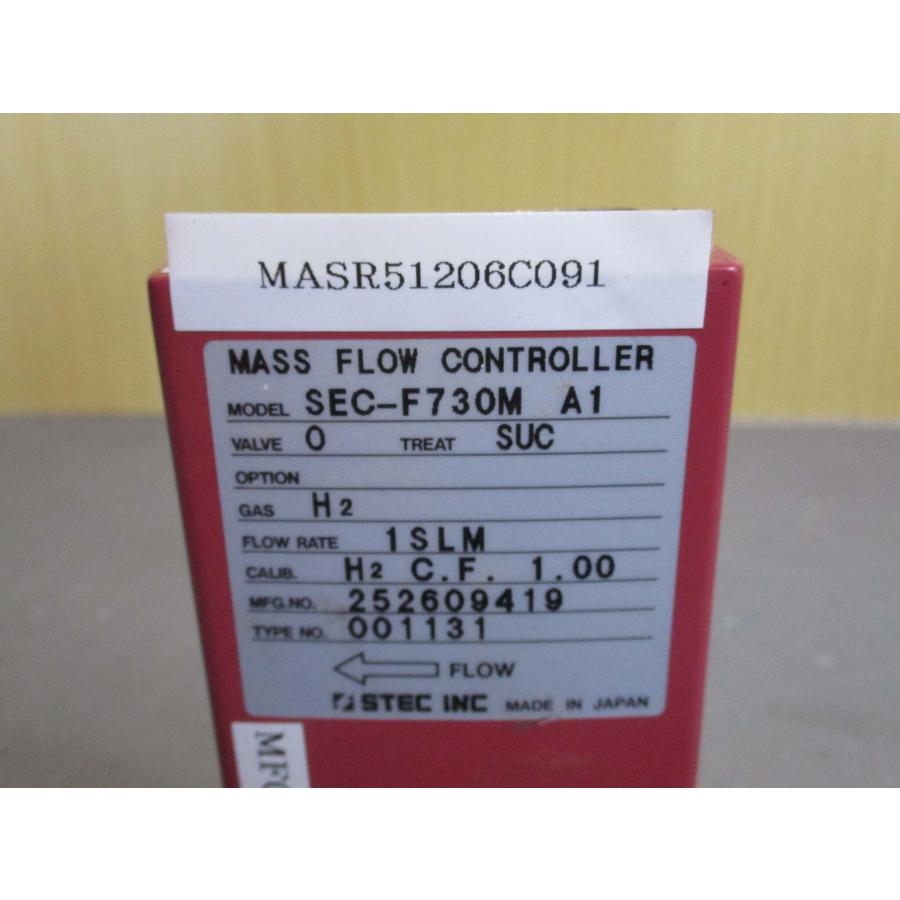 MASR51206C091
MASS FLOW CONTROLLER
MODEL SEC-F730M A1
VALVE O TREAT SUC
OPTION
GAS H2
FLOW RATE 1SLM
CALIB. H2 C.F. 1.00
MFG.NO. 252609419
TYPE NO. 001131
FLOW
STEC INC MADE IN JAPAN